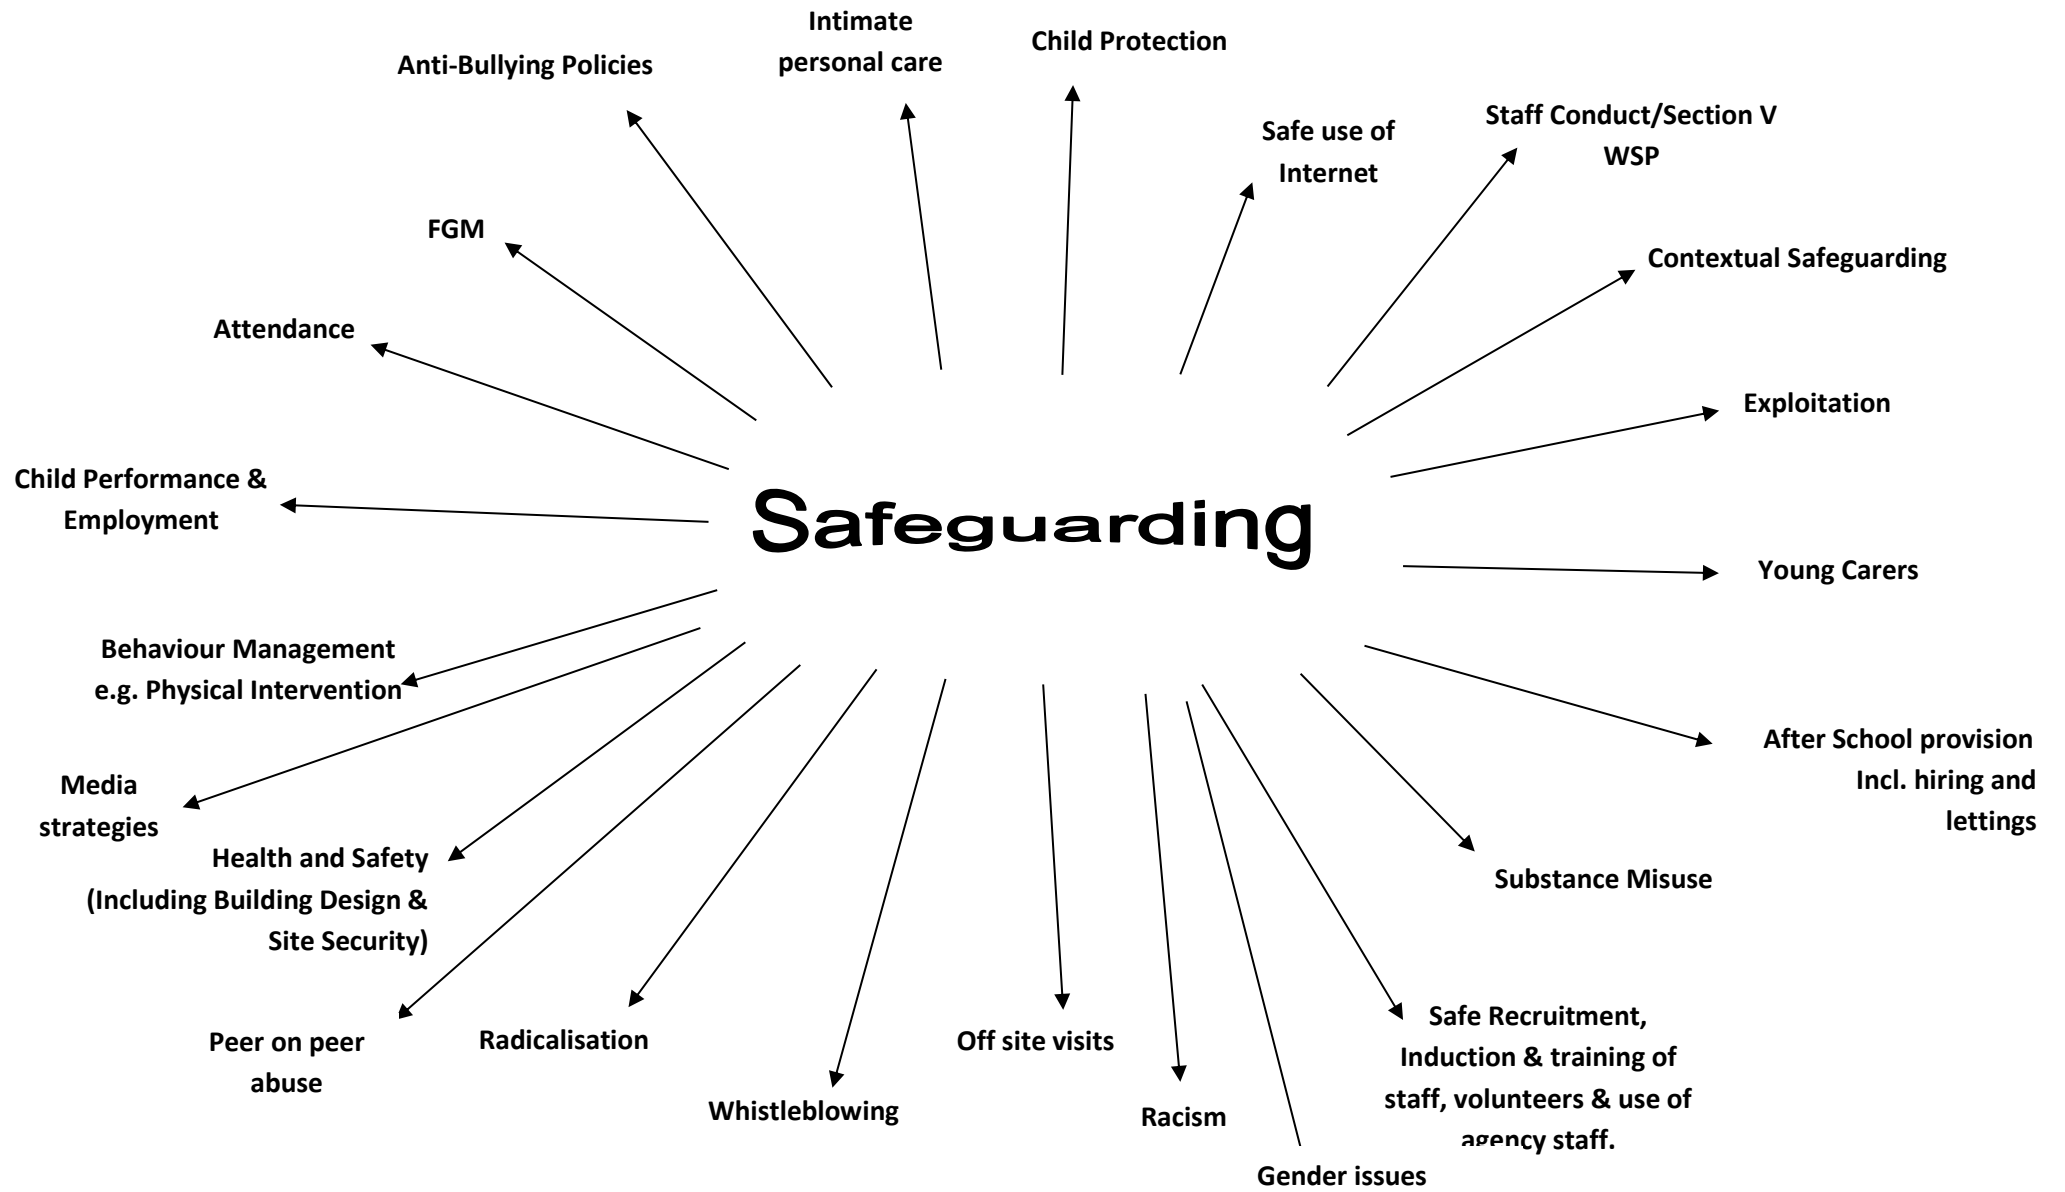 Intimate
personal care
Child Protection
Anti-Bullying Policies
Safe use of
Internet
Staff Conduct/Section V
WSP
FGM
Contextual Safeguarding
Attendance
Exploitation
Child Performance &
Employment
Safeguarding
Young Carers
Behaviour Management
e.g. Physical Intervention
After School provision
Incl. hiring and
lettings
Media
strategies
Health and Safety
(Including Building Design &
Site Security)
Substance Misuse
Peer on peer
abuse
Radicalisation
Whistleblowing
Off site visits
Racism
Safe Recruitment,
Induction & training of
staff, volunteers & use of
agency staff.
Gender issues